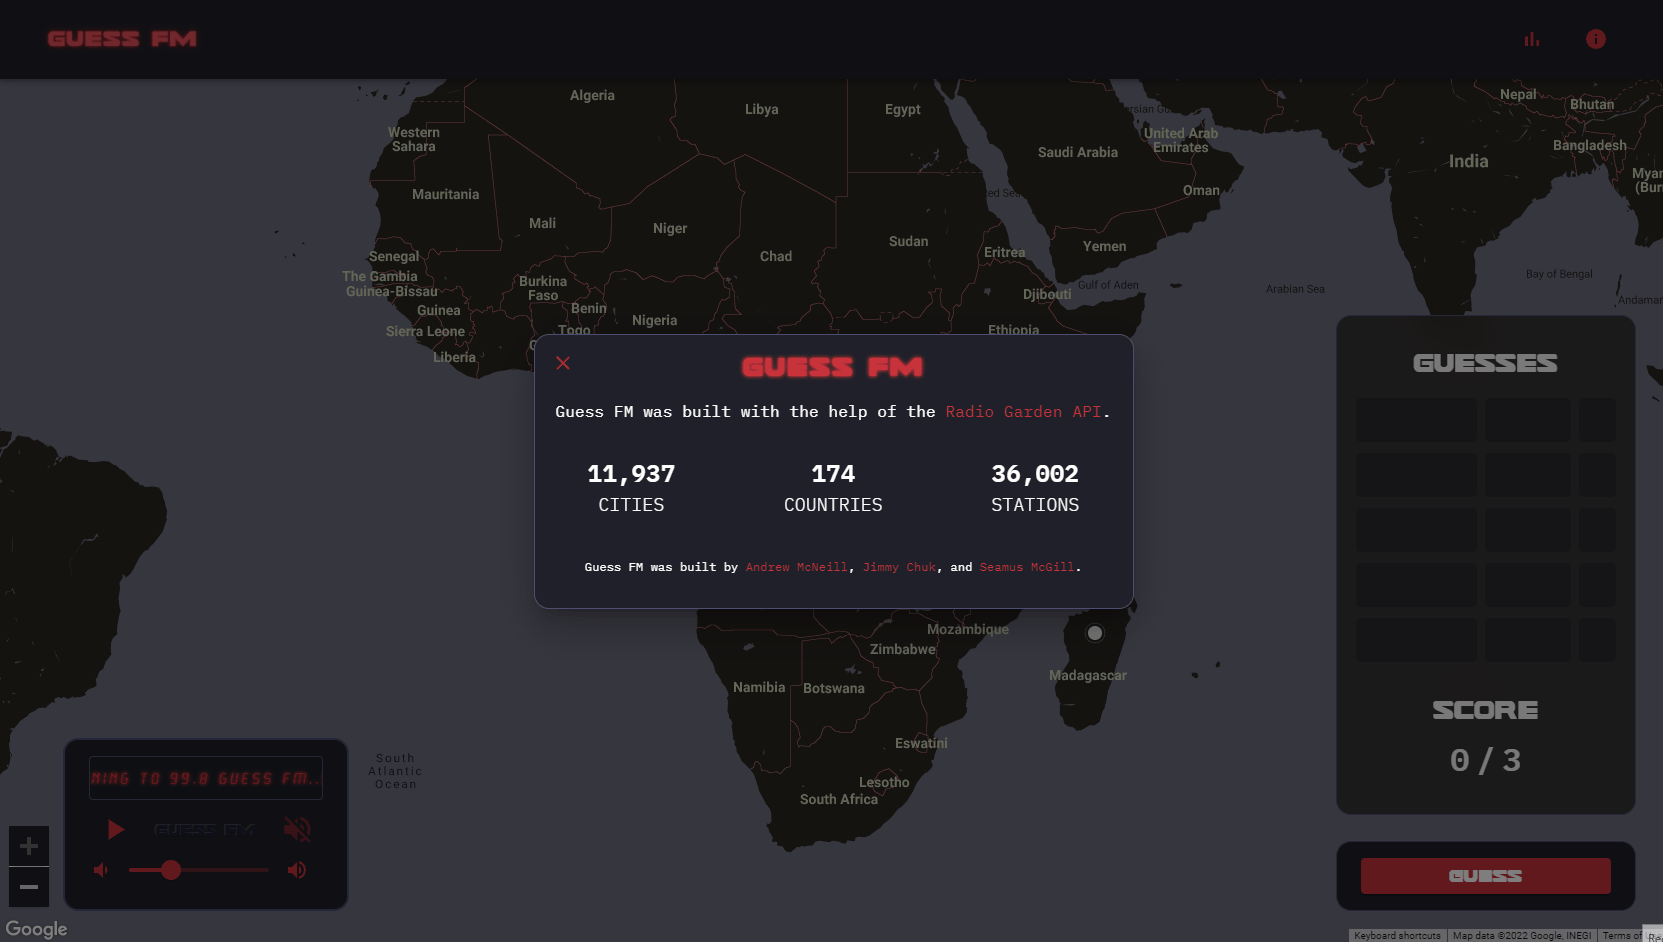 GUESS FM
Algeria
Libya
Egypt
Nepal
Bhutan
Western
Sahara
United Arab
Emirates
Saudi Arabia
Bangladesh
India
Mauritania
Oman
Mali
Niger
Sudan
Eritrea
Yemen
Chad
Senegal
The Gambia
Guinea-Bissau
Burkina
Faso
Gulf of Aden
Arabian Sea
Bay of Bengal
Djibouti
Benin
Guinea
Nigeria
Sierra Leone
Togo
Ethiopia
Liberia
GUESS FM
Guess FM was built with the help of the Radio Garden API.
11,937 174 36,002
CITIES COUNTRIES STATIONS
Guess FM was built by Andrew McNeill, Jimmy Chuk, and Seamus McGill.
GUESSES
SCORE
0/3
GUESS
Mozambique
Zimbabwe
Madagascar
Namibia
Botswana
Eswatini
Lesotho
South Africa
South
Atlantic
Ocean
NING TO 99.8 GUESS FM..
GUESS FM
Google
Keyboard shortcuts Map data ©2022 Google, INEGI Terms of